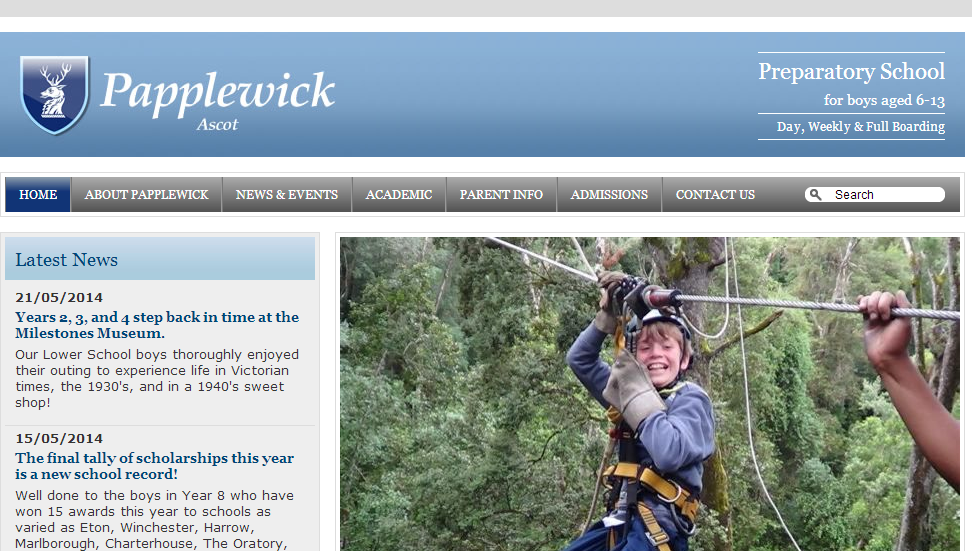 Papplewick
Ascot
Preparatory School
for boys aged 6-13
Day, Weekly & Full Boarding
HOME
ABOUT PAPPLEWICK
NEWS & EVENTS
ACADEMIC
PARENT INFO
ADMISSIONS
CONTACT US
Search
Latest News
21/05/2014
Years 2, 3, and 4 step back in time at the
Milestones Museum.
Our Lower School boys thoroughly enjoyed
their outing to experience life in Victorian
times, the 1930's, and in a 1940's sweet
shop!
15/05/2014
The final tally of scholarships this year
is a new school record!
Well done to the boys in Year 8 who have
won 15 awards this year to schools as
varied as Eton, Winchester, Harrow,
Marlborough, Charterhouse, The Oratory,